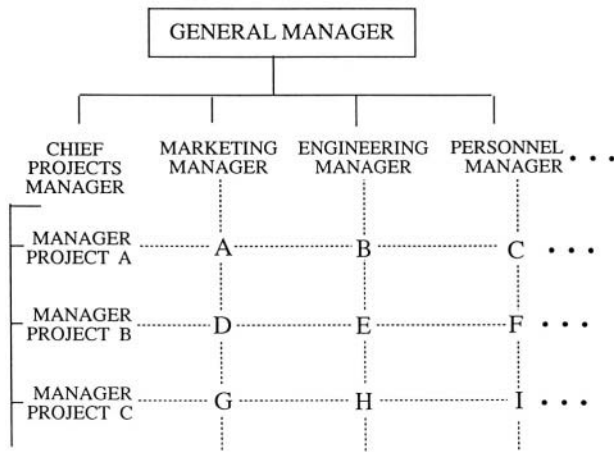 GENERAL MANAGER
CHIEF
PROJECTS
MANAGER
MARKETING
MANAGER
ENGINEERING
MANAGER
PERSONNEL
MANAGER
MANAGER
PROJECT A
A
B
C
MANAGER
PROJECT B
D
E
F
MANAGER
PROJECT C
G
H
I